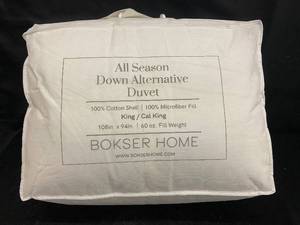 All Season
Down Alternative
Duvet
100% Cotton Shell | 100% Microfiber Fill
King / Cal King
108in x 94in | 60 oz. Fill Weight
BOKSER HOME
WWW.BOKSERHOME.COM